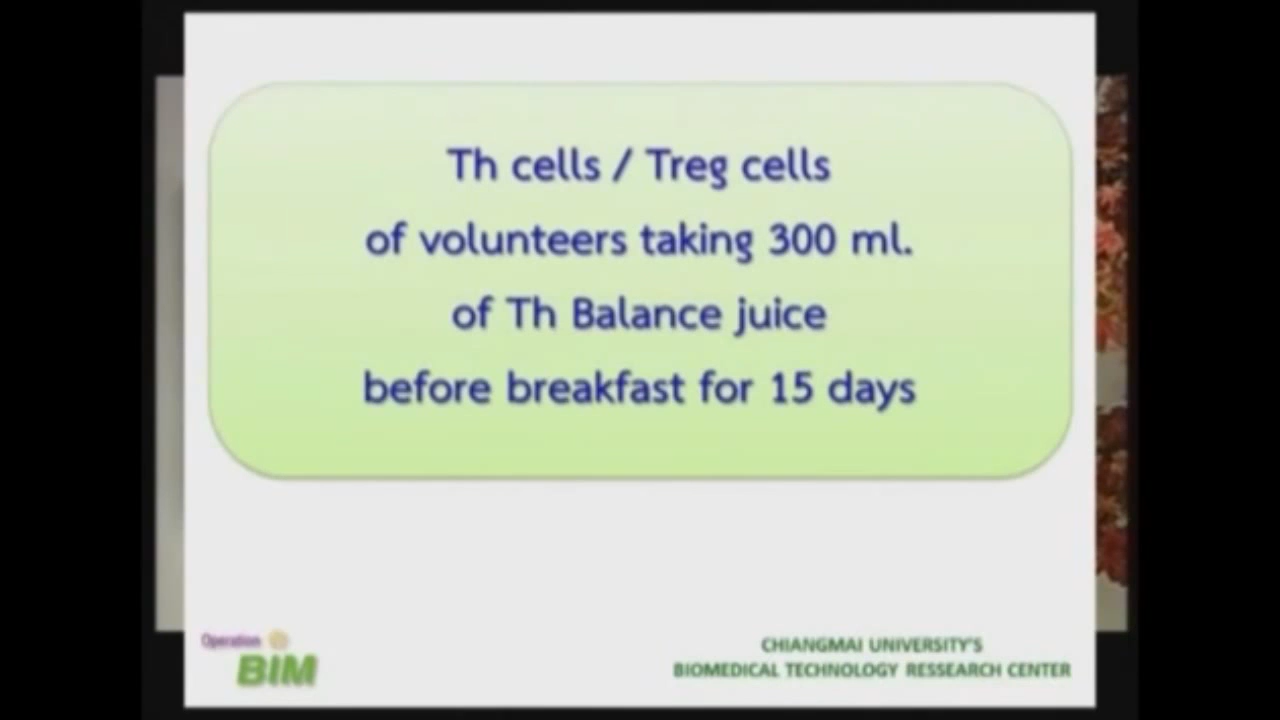 Th cells / Treg cells
of volunteers taking 300 ml.
of Th Balance juice
before breakfast for 15 days
Operation
BIM
CHIANGMAI UNIVERSITY'S
BIOMEDICAL TECHNOLOGY RESSEARCH CENTER